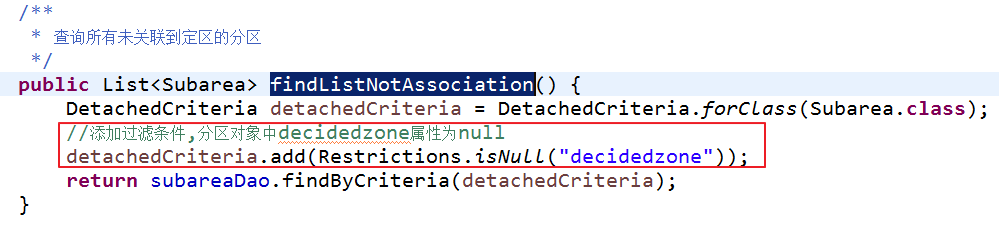 /**
 * 查询所有未关联到定区的分区
 */
public List<Subarea> findListNotAssociation() {
    DetachedCriteria detachedCriteria = DetachedCriteria.forClass(Subarea.class);
    //添加过滤条件,分区对象中decidedzone属性为null
    detachedCriteria.add(Restrictions.isNull("decidedzone"));
    return subareaDao.findByCriteria(detachedCriteria);
}